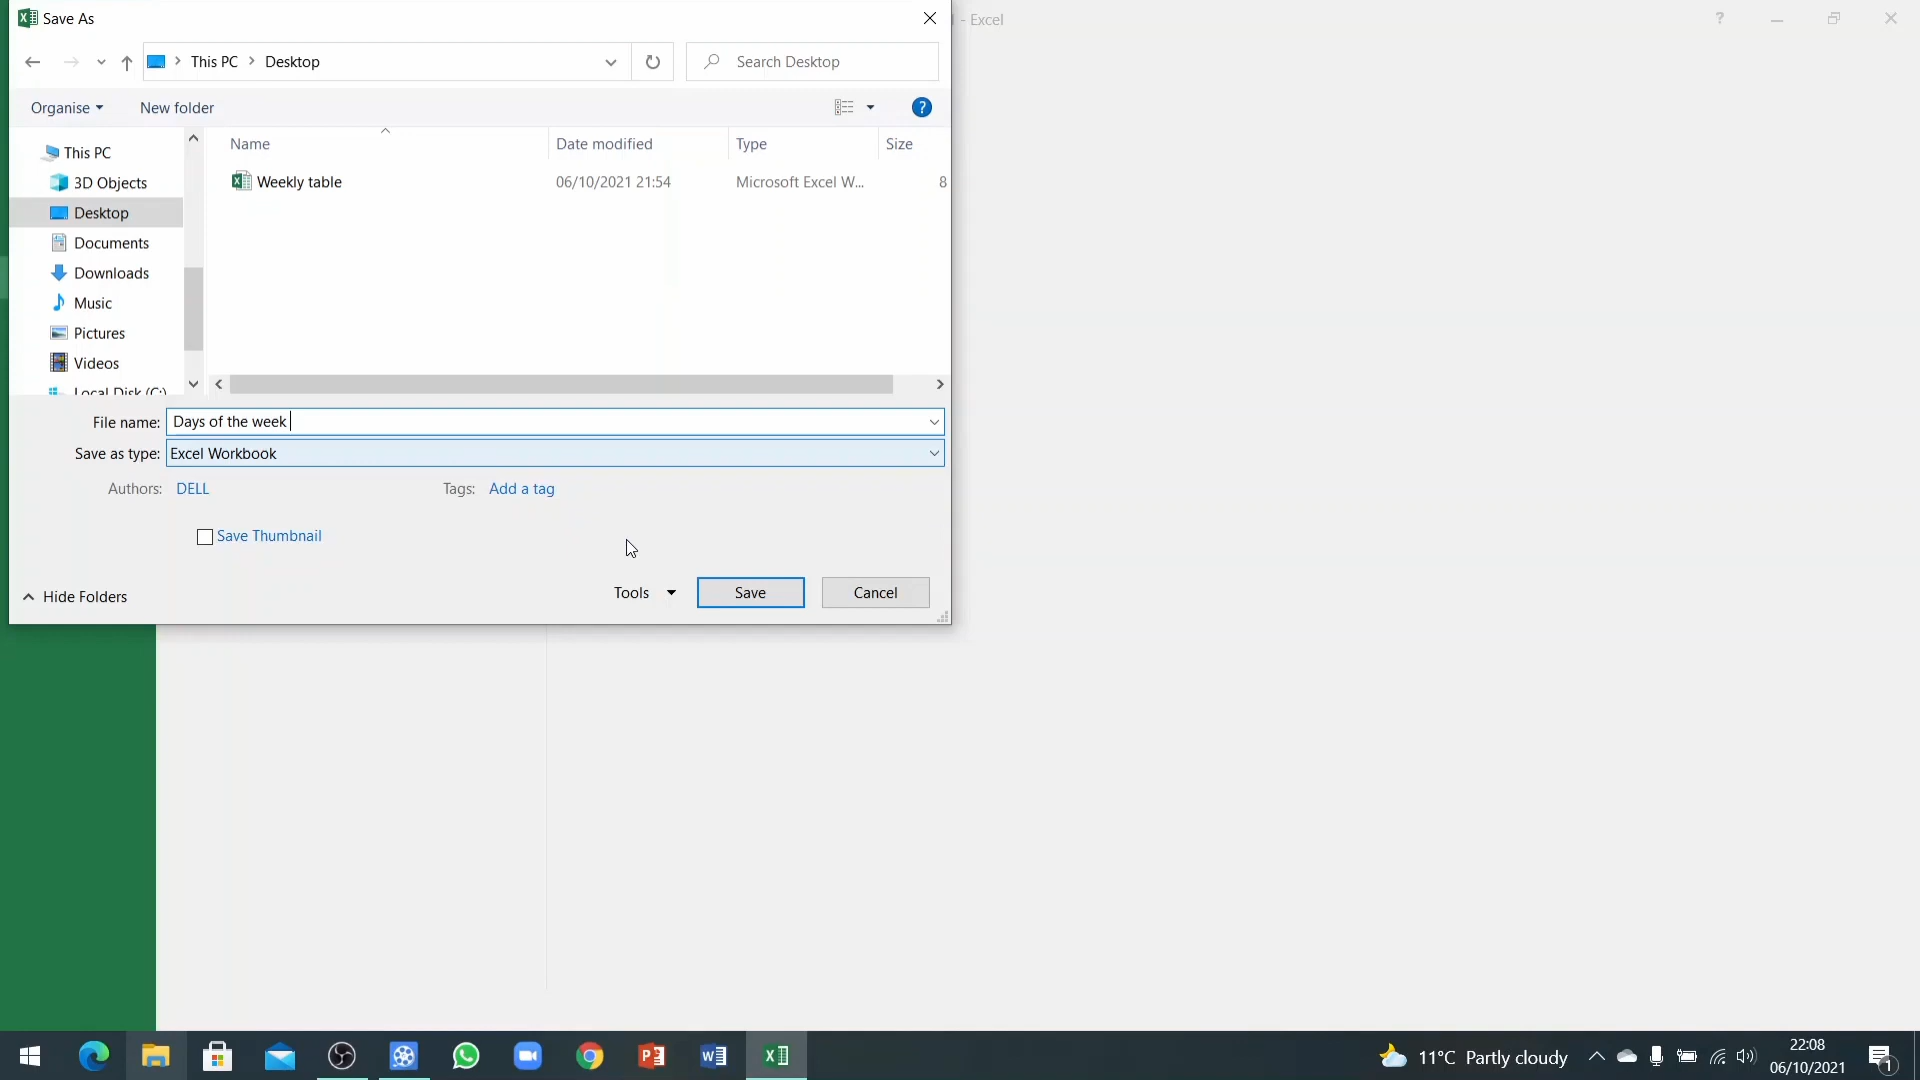 Save As
- Excel
This PC > Desktop
Search Desktop
Organise
New folder
Name
Date modified
Type
Size
Weekly table
06/10/2021 21:54
Microsoft Excel W...
8
This PC
3D Objects
Desktop
Documents
Downloads
Music
Pictures
Videos
Local Disk (C:)
File name: Days of the week
Save as type: Excel Workbook
Authors: DELL
Tags: Add a tag
Save Thumbnail
Hide Folders
Tools
Save
Cancel
11°C Partly cloudy
22:08
06/10/2021
1